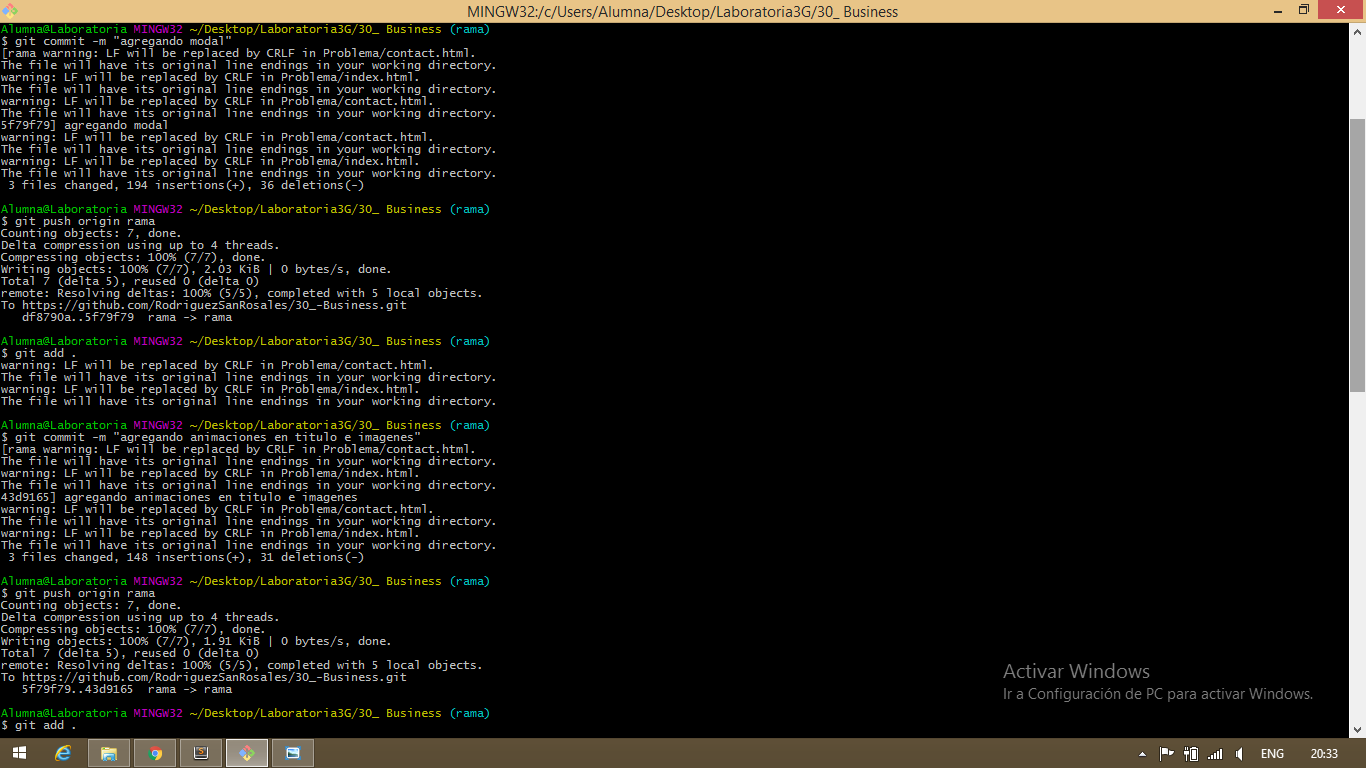 MINGW32:/c/Users/Alumna/Desktop/Laboratoria3G/30_ Business
Alumna@Laboratoria MINGW32 ~/Desktop/Laboratoria3G/30_ Business (rama)
$ git commit -m "agregando modal"
[rama warning: LF will be replaced by CRLF in Problema/contact.html.
The file will have its original line endings in your working directory.
warning: LF will be replaced by CRLF in Problema/index.html.
The file will have its original line endings in your working directory.
warning: LF will be replaced by CRLF in Problema/contact.html.
The file will have its original line endings in your working directory.
5f79f79] agregando modal
warning: LF will be replaced by CRLF in Problema/contact.html.
The file will have its original line endings in your working directory.
warning: LF will be replaced by CRLF in Problema/index.html.
The file will have its original line endings in your working directory.
 3 files changed, 194 insertions(+), 36 deletions(-)
Alumna@Laboratoria MINGW32 ~/Desktop/Laboratoria3G/30_ Business (rama)
$ git push origin rama
Counting objects: 7, done.
Delta compression using up to 4 threads.
Compressing objects: 100% (7/7), done.
Writing objects: 100% (7/7), 2.03 KiB | 0 bytes/s, done.
Total 7 (delta 5), reused 0 (delta 0)
remote: Resolving deltas: 100% (5/5), completed with 5 local objects.
To https://github.com/RodriguezSanRosales/30_-Business.git
   df8790a..5f79f79  rama -> rama
Alumna@Laboratoria MINGW32 ~/Desktop/Laboratoria3G/30_ Business (rama)
$ git add .
warning: LF will be replaced by CRLF in Problema/contact.html.
The file will have its original line endings in your working directory.
warning: LF will be replaced by CRLF in Problema/index.html.
The file will have its original line endings in your working directory.
Alumna@Laboratoria MINGW32 ~/Desktop/Laboratoria3G/30_ Business (rama)
$ git commit -m "agregando animaciones en titulo e imagenes"
[rama warning: LF will be replaced by CRLF in Problema/contact.html.
The file will have its original line endings in your working directory.
warning: LF will be replaced by CRLF in Problema/index.html.
The file will have its original line endings in your working directory.
43d9165] agregando animaciones en titulo e imagenes
warning: LF will be replaced by CRLF in Problema/contact.html.
The file will have its original line endings in your working directory.
warning: LF will be replaced by CRLF in Problema/index.html.
The file will have its original line endings in your working directory.
 3 files changed, 148 insertions(+), 31 deletions(-)
Alumna@Laboratoria MINGW32 ~/Desktop/Laboratoria3G/30_ Business (rama)
$ git push origin rama
Counting objects: 7, done.
Delta compression using up to 4 threads.
Compressing objects: 100% (7/7), done.
Writing objects: 100% (7/7), 1.91 KiB | 0 bytes/s, done.
Total 7 (delta 5), reused 0 (delta 0)
remote: Resolving deltas: 100% (5/5), completed with 5 local objects.
To https://github.com/RodriguezSanRosales/30_-Business.git
   5f79f79..43d9165  rama -> rama
Alumna@Laboratoria MINGW32 ~/Desktop/Laboratoria3G/30_ Business (rama)
$ git add .
Activar Windows
Ir a Configuración de PC para activar Windows.
ENG
20:33